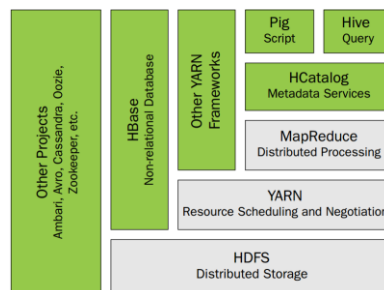 Other Projects
Ambari, Avro, Cassandra, Oozie,
Zookeeper, etc.
HBase
Non-relational Database
Other YARN
Frameworks
Pig
Script
Hive
Query
HCatalog
Metadata Services
MapReduce
Distributed Processing
YARN
Resource Scheduling and Negotiation
HDFS
Distributed Storage